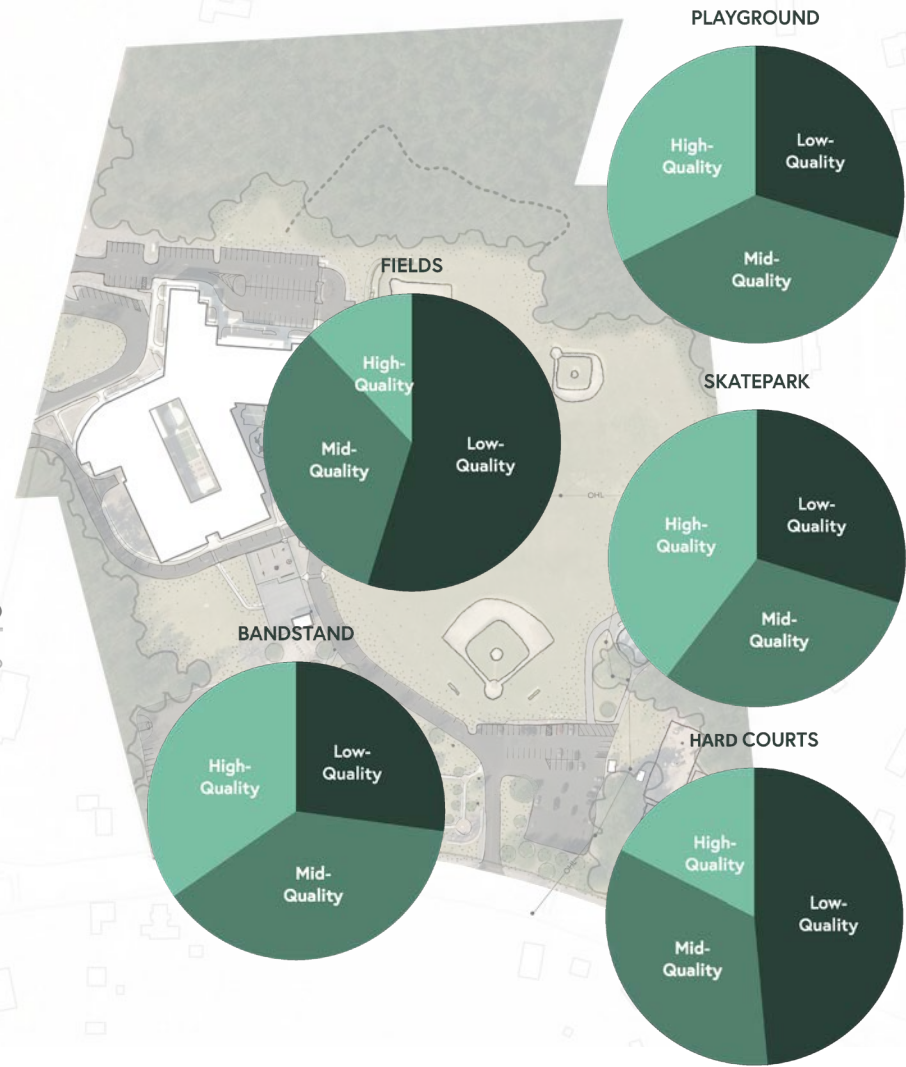 PLAYGROUND
High-
Quality
Low-
Quality
Mid-
Quality
FIELDS
High-
Quality
Mid-
Quality
Low-
Quality
SKATEPARK
High-
Quality
Low-
Quality
Mid-
Quality
OHL
BANDSTAND
High-
Quality
Low-
Quality
Mid-
Quality
HARD COURTS
High-
Quality
Low-
Quality
Mid-
Quality